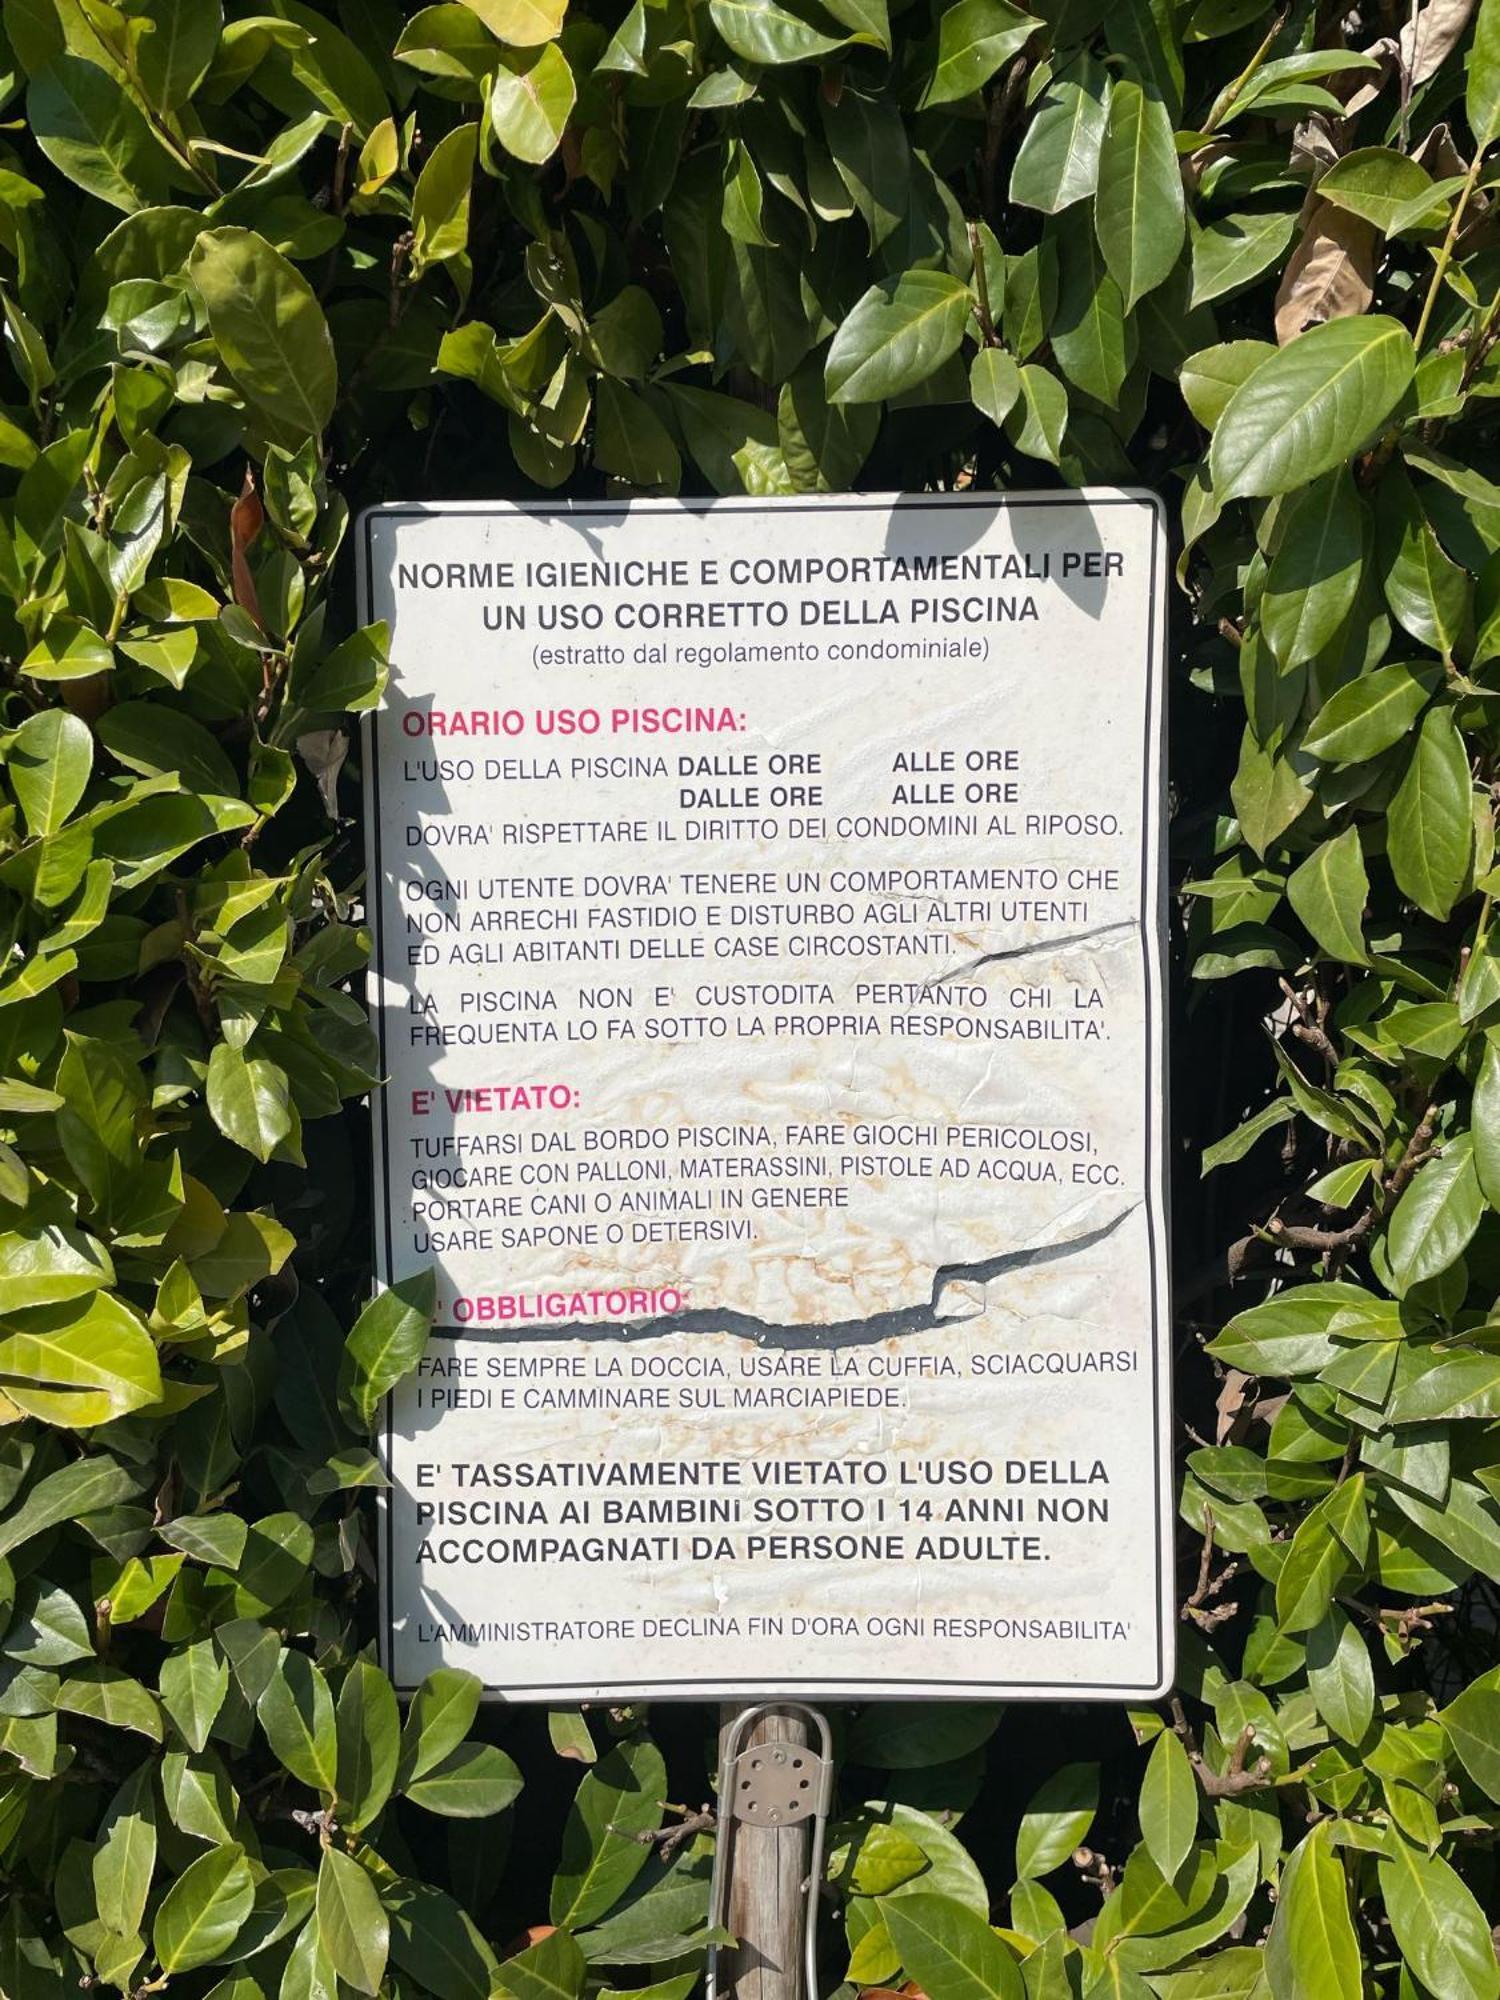 NORME IGIENICHE E COMPORTAMENTALI PER
UN USO CORRETTO DELLA PISCINA
(estratto dal regolamento condominiale)
ORARIO USO PISCINA:
L'USO DELLA PISCINA DALLE ORE ALLE ORE
DALLE ORE ALLE ORE
DOVRA' RISPETTARE IL DIRITTO DEI CONDOMINI AL RIPOSO.
OGNI UTENTE DOVRA' TENERE UN COMPORTAMENTO CHE
NON ARRECHI FASTIDIO E DISTURBO AGLI ALTRI UTENTI
ED AGLI ABITANTI DELLE CASE CIRCOSTANTI.
LA PISCINA NON E' CUSTODITA PERTANTO CHI LA
FREQUENTA LO FA SOTTO LA PROPRIA RESPONSABILITA'.
E' VIETATO:
TUFFARSI DAL BORDO PISCINA, FARE GIOCHI PERICOLOSI,
GIOCARE CON PALLONI, MATERASSINI, PISTOLE AD ACQUA, ECC.
PORTARE CANI O ANIMALI IN GENERE
USARE SAPONE O DETERSIVI.
E' OBBLIGATORIO:
FARE SEMPRE LA DOCCIA, USARE LA CUFFIA, SCIACQUARSI
I PIEDI E CAMMINARE SUL MARCIAPIEDE.
E' TASSATIVAMENTE VIETATO L'USO DELLA
PISCINA AI BAMBINI SOTTO I 14 ANNI NON
ACCOMPAGNATI DA PERSONE ADULTE.
L'AMMINISTRATORE DECLINA FIN D'ORA OGNI RESPONSABILITA'